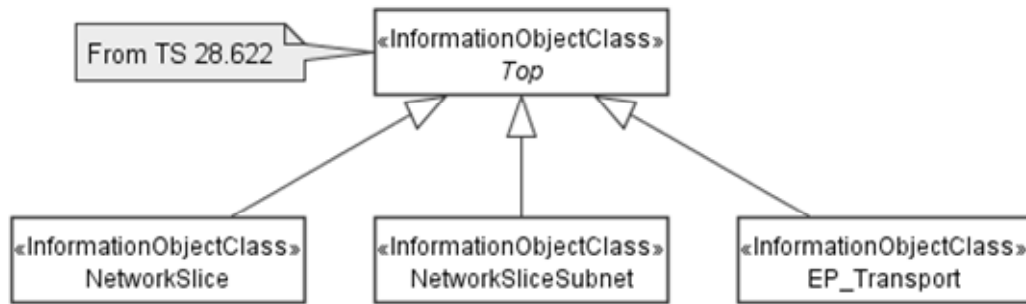 From TS 28.622
«InformationObjectClass»
Top
«InformationObjectClass»
NetworkSlice
«InformationObjectClass»
NetworkSliceSubnet
«InformationObjectClass»
EP_Transport